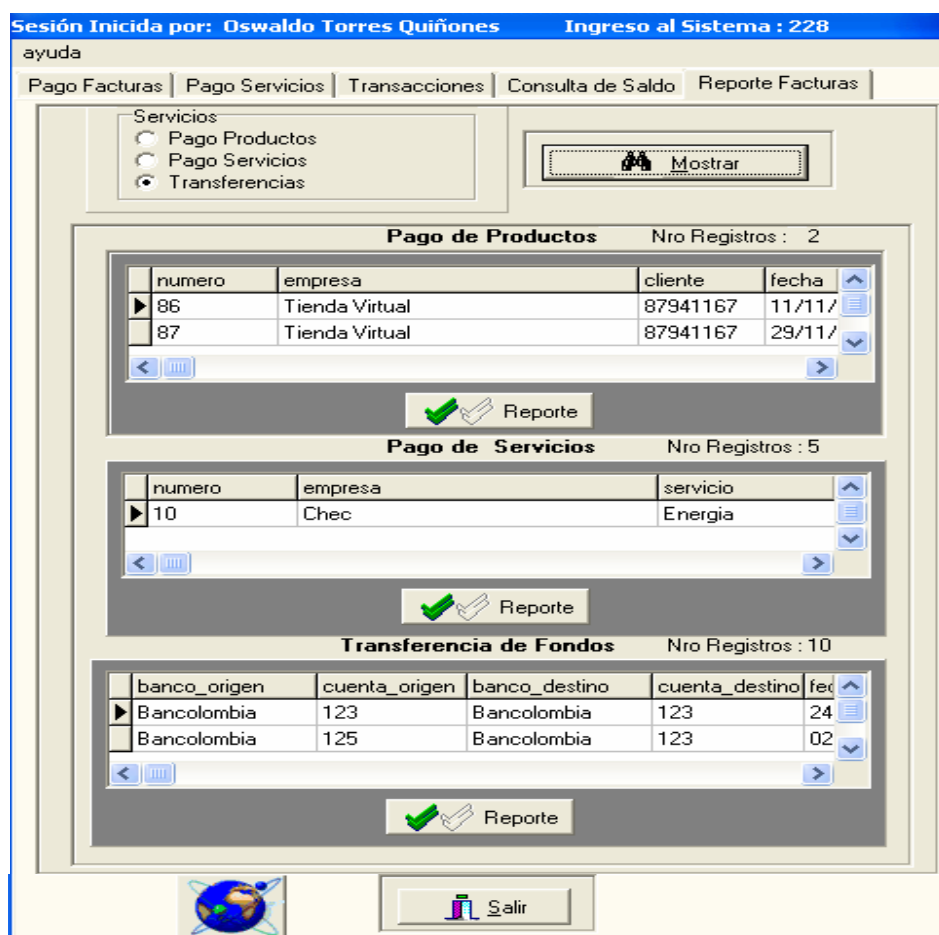 Sesión Inicida por: Oswaldo Torres Quiñones Ingreso al Sistema : 228
ayuda
Pago Facturas Pago Servicios Transacciones Consulta de Saldo Reporte Facturas
Servicios
Pago Productos
Pago Servicios
Transferencias
Mostrar
Pago de Productos Nro Registros : 2
numero empresa cliente fecha
86 Tienda Virtual 87941167 11/11/
87 Tienda Virtual 87941167 29/11/
Reporte
Pago de Servicios Nro Registros : 5
numero empresa servicio
10 Chec Energia
Reporte
Transferencia de Fondos Nro Registros : 10
banco_origen cuenta_origen banco_destino cuenta_destino fec
Bancolombia 123 Bancolombia 123 24
Bancolombia 125 Bancolombia 123 02
Reporte
Salir